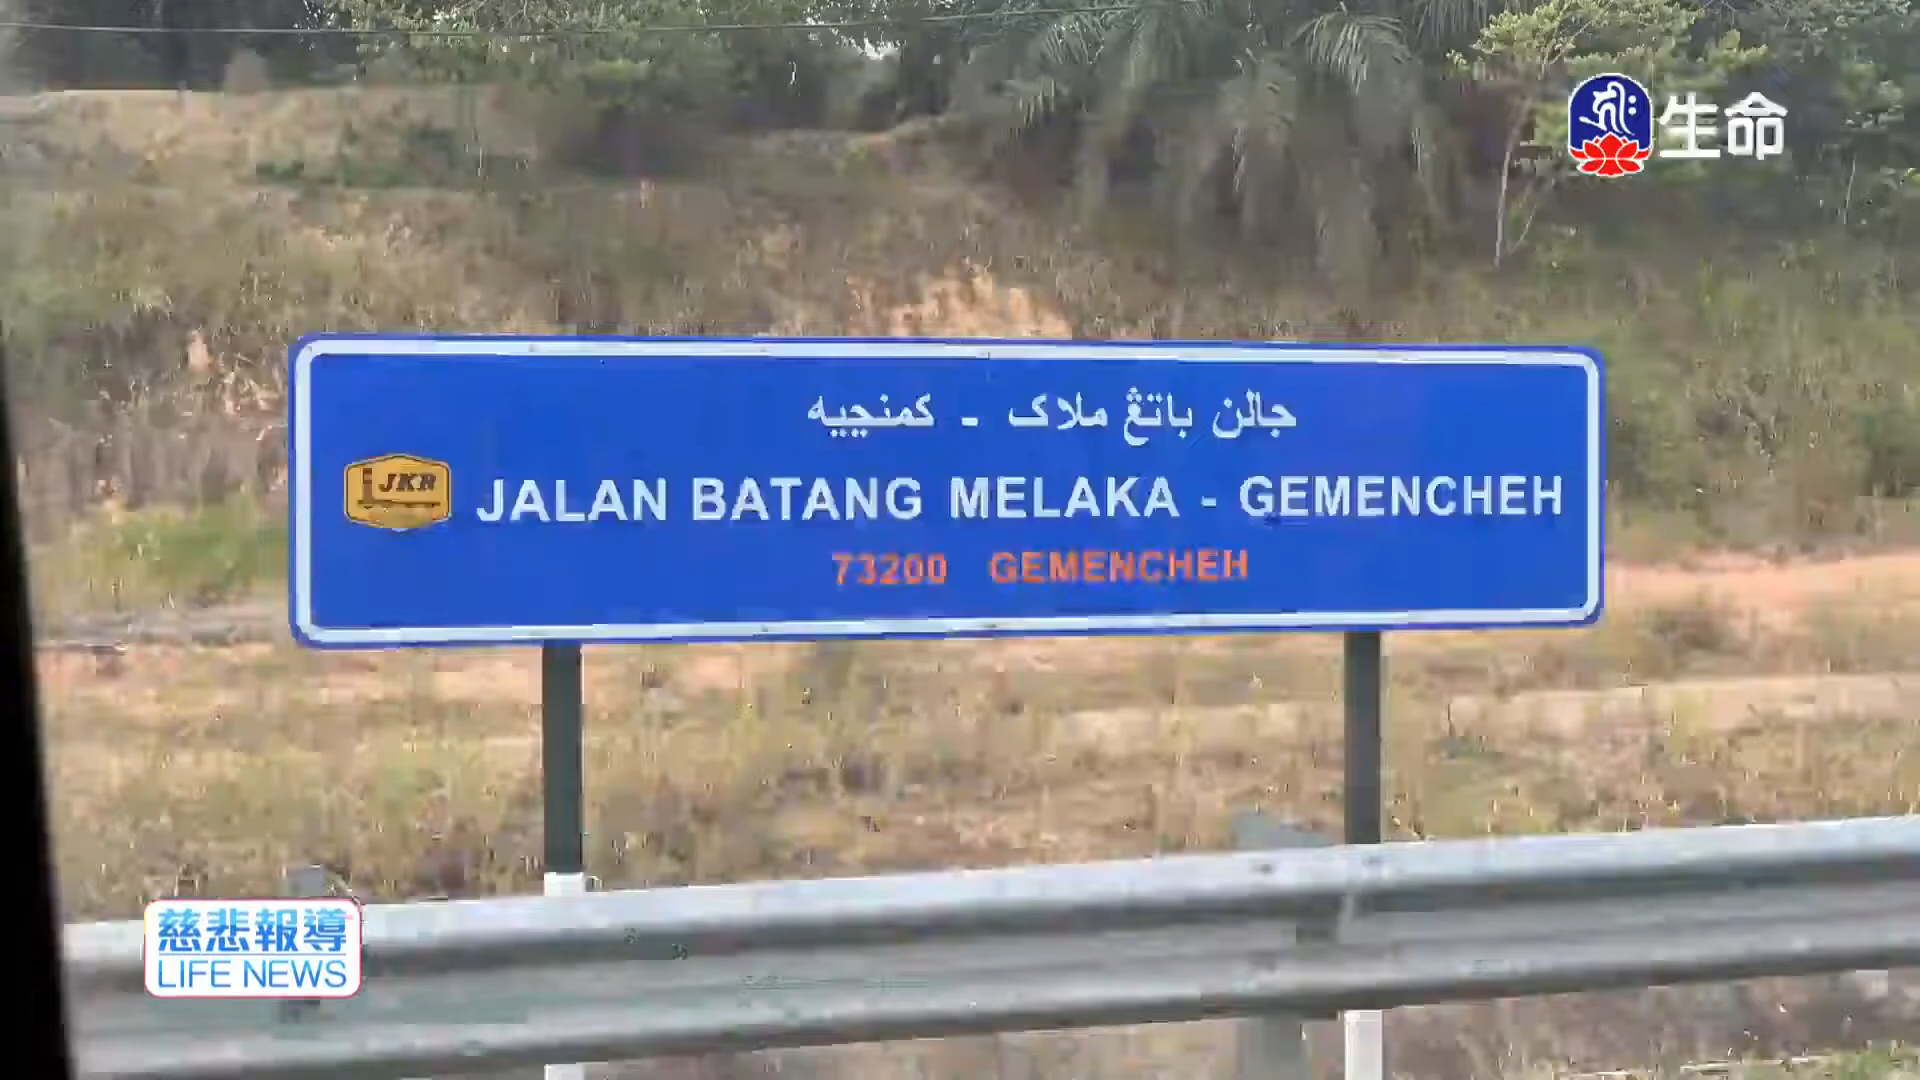 生命
جالن باتڠ ملاک - کمنچيه
JKR
JALAN BATANG MELAKA - GEMENCHEH
73200 GEMENCHEH
慈悲報導
LIFE NEWS